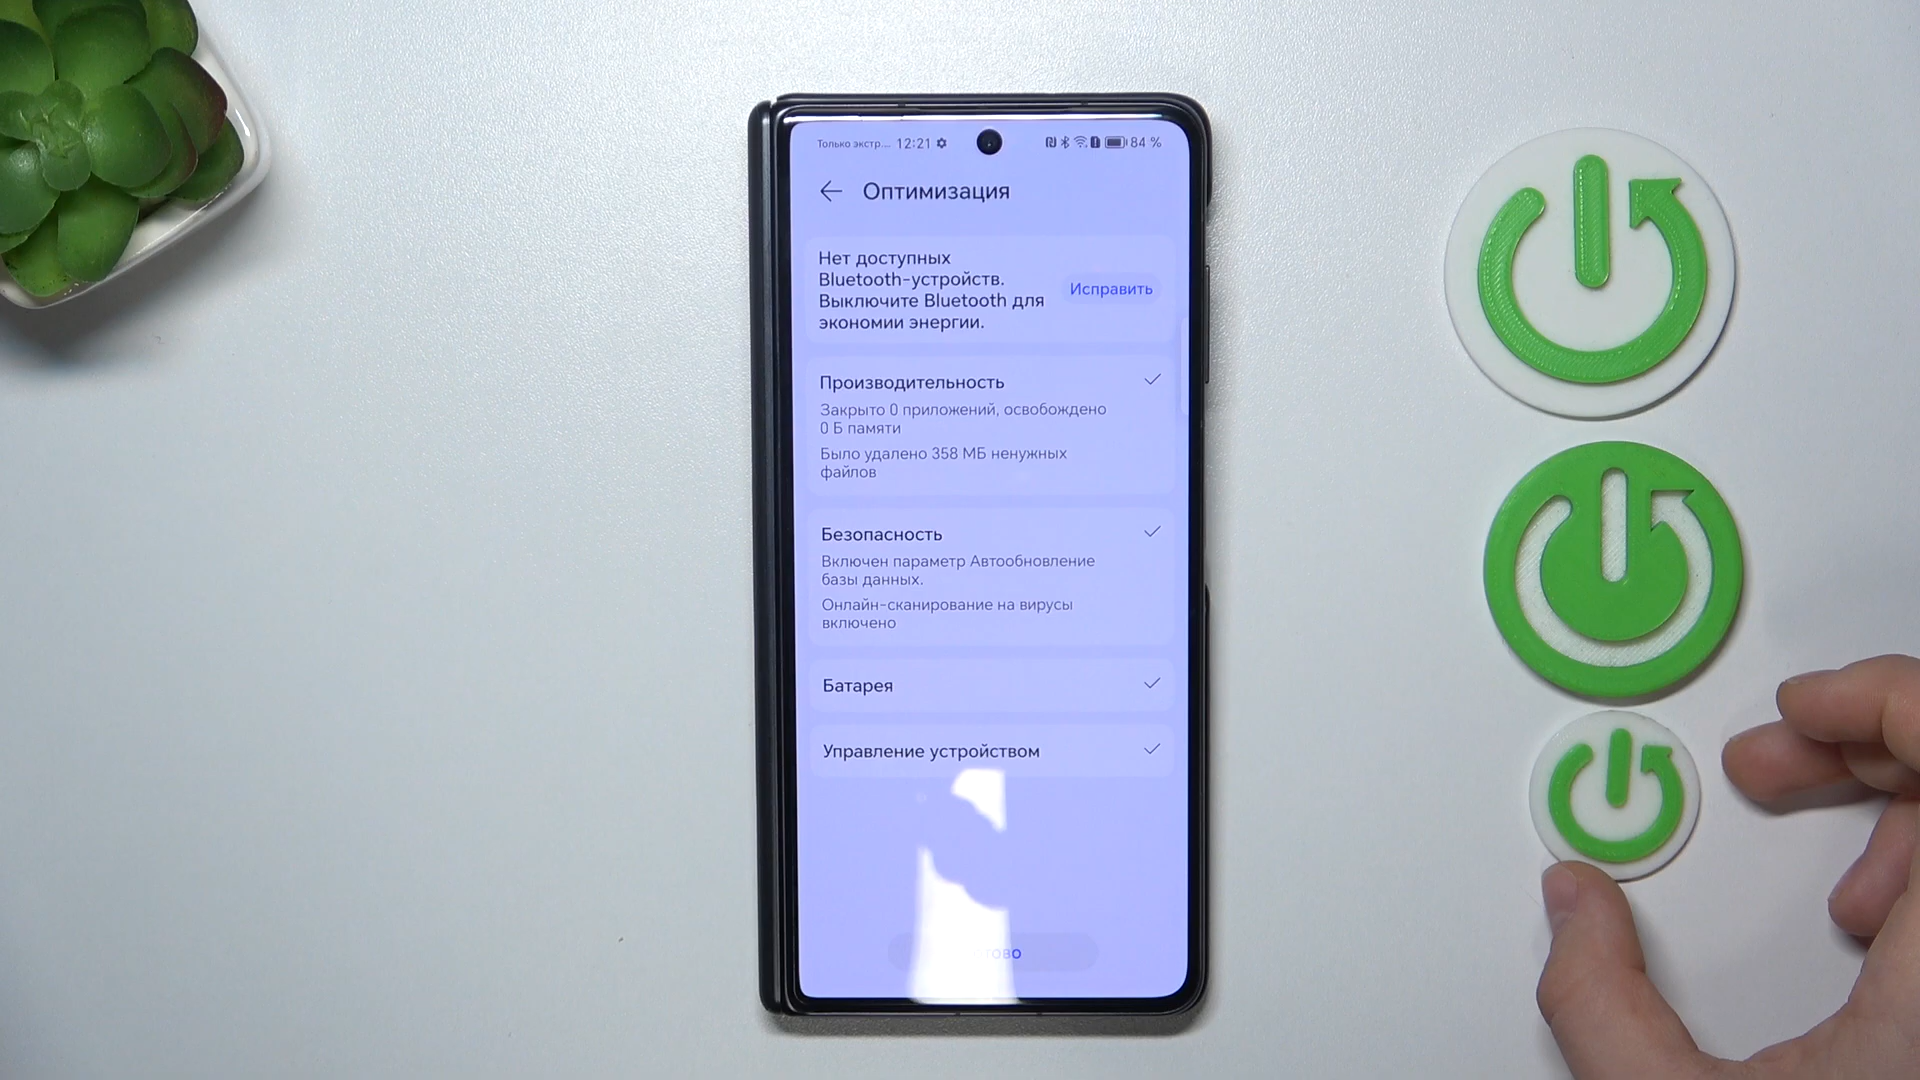 Только экстр... 12:21 84 %
Оптимизация
Нет доступных
Bluetooth-устройств.
Выключите Bluetooth для
экономии энергии.
Исправить
Производительность
Закрыто 0 приложений, освобождено
0 Б памяти
Было удалено 358 МБ ненужных
файлов
Безопасность
Включен параметр Автообновление
базы данных.
Онлайн-сканирование на вирусы
включено
Батарея
Управление устройством